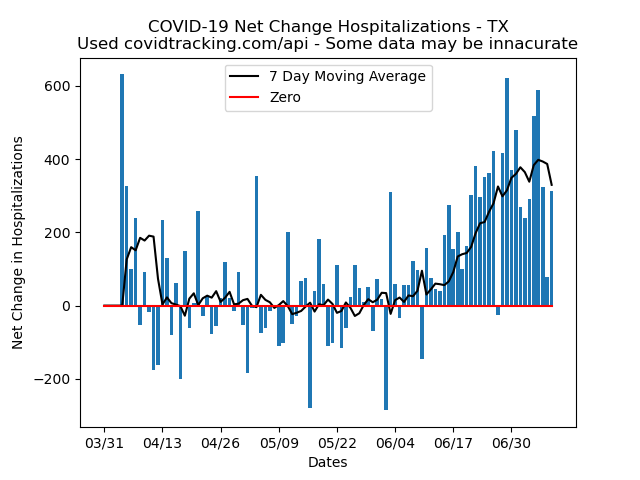 COVID-19 Net Change Hospitalizations - TX
Used covidtracking.com/api - Some data may be innacurate
7 Day Moving Average
Zero
Net Change in Hospitalizations
600
400
200
0
−200
03/31 04/13 04/26 05/09 05/22 06/04 06/17 06/30
Dates